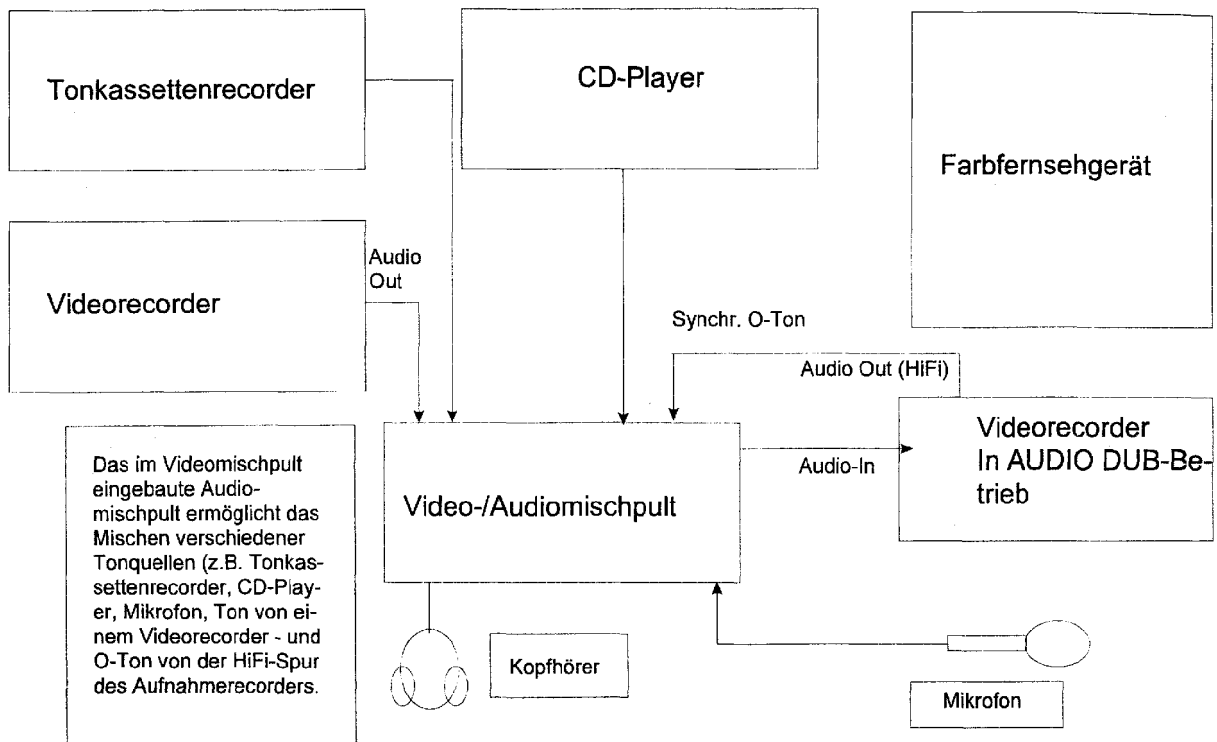 Tonkassettenrecorder
CD-Player
Farbfernsehgerät
Videorecorder
Audio
Out
Synchr. O-Ton
Audio Out (HiFi)
Videorecorder
In AUDIO DUB-Be-
trieb
Audio-In
Video-/Audiomischpult
Das im Videomischpult
eingebaute Audio-
mischpult ermöglicht das
Mischen verschiedener
Tonquellen (z.B. Tonkas-
settenrecorder, CD-Play-
er, Mikrofon, Ton von ei-
nem Videorecorder - und
O-Ton von der HiFi-Spur
des Aufnahmerecorders.
Kopfhörer
Mikrofon